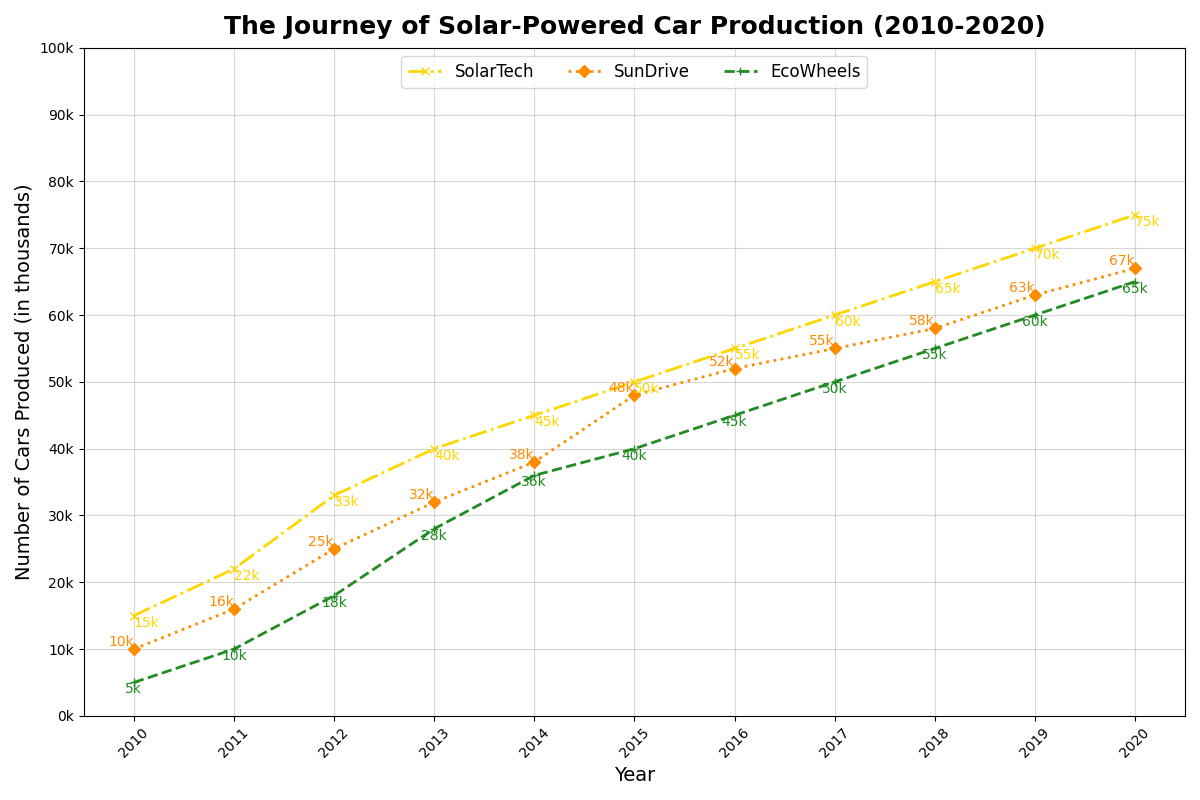 The Journey of Solar-Powered Car Production (2010-2020)
SolarTech SunDrive EcoWheels
Number of Cars Produced (in thousands)
100k
90k
80k
70k
60k
50k
40k
30k
20k
10k
0k
15k
22k
33k
40k
45k
50k
55k
60k
65k
70k
75k
10k
16k
25k
32k
38k
48k
52k
55k
58k
63k
67k
5k
10k
18k
28k
36k
40k
45k
50k
55k
60k
65k
2010 2011 2012 2013 2014 2015 2016 2017 2018 2019 2020
Year